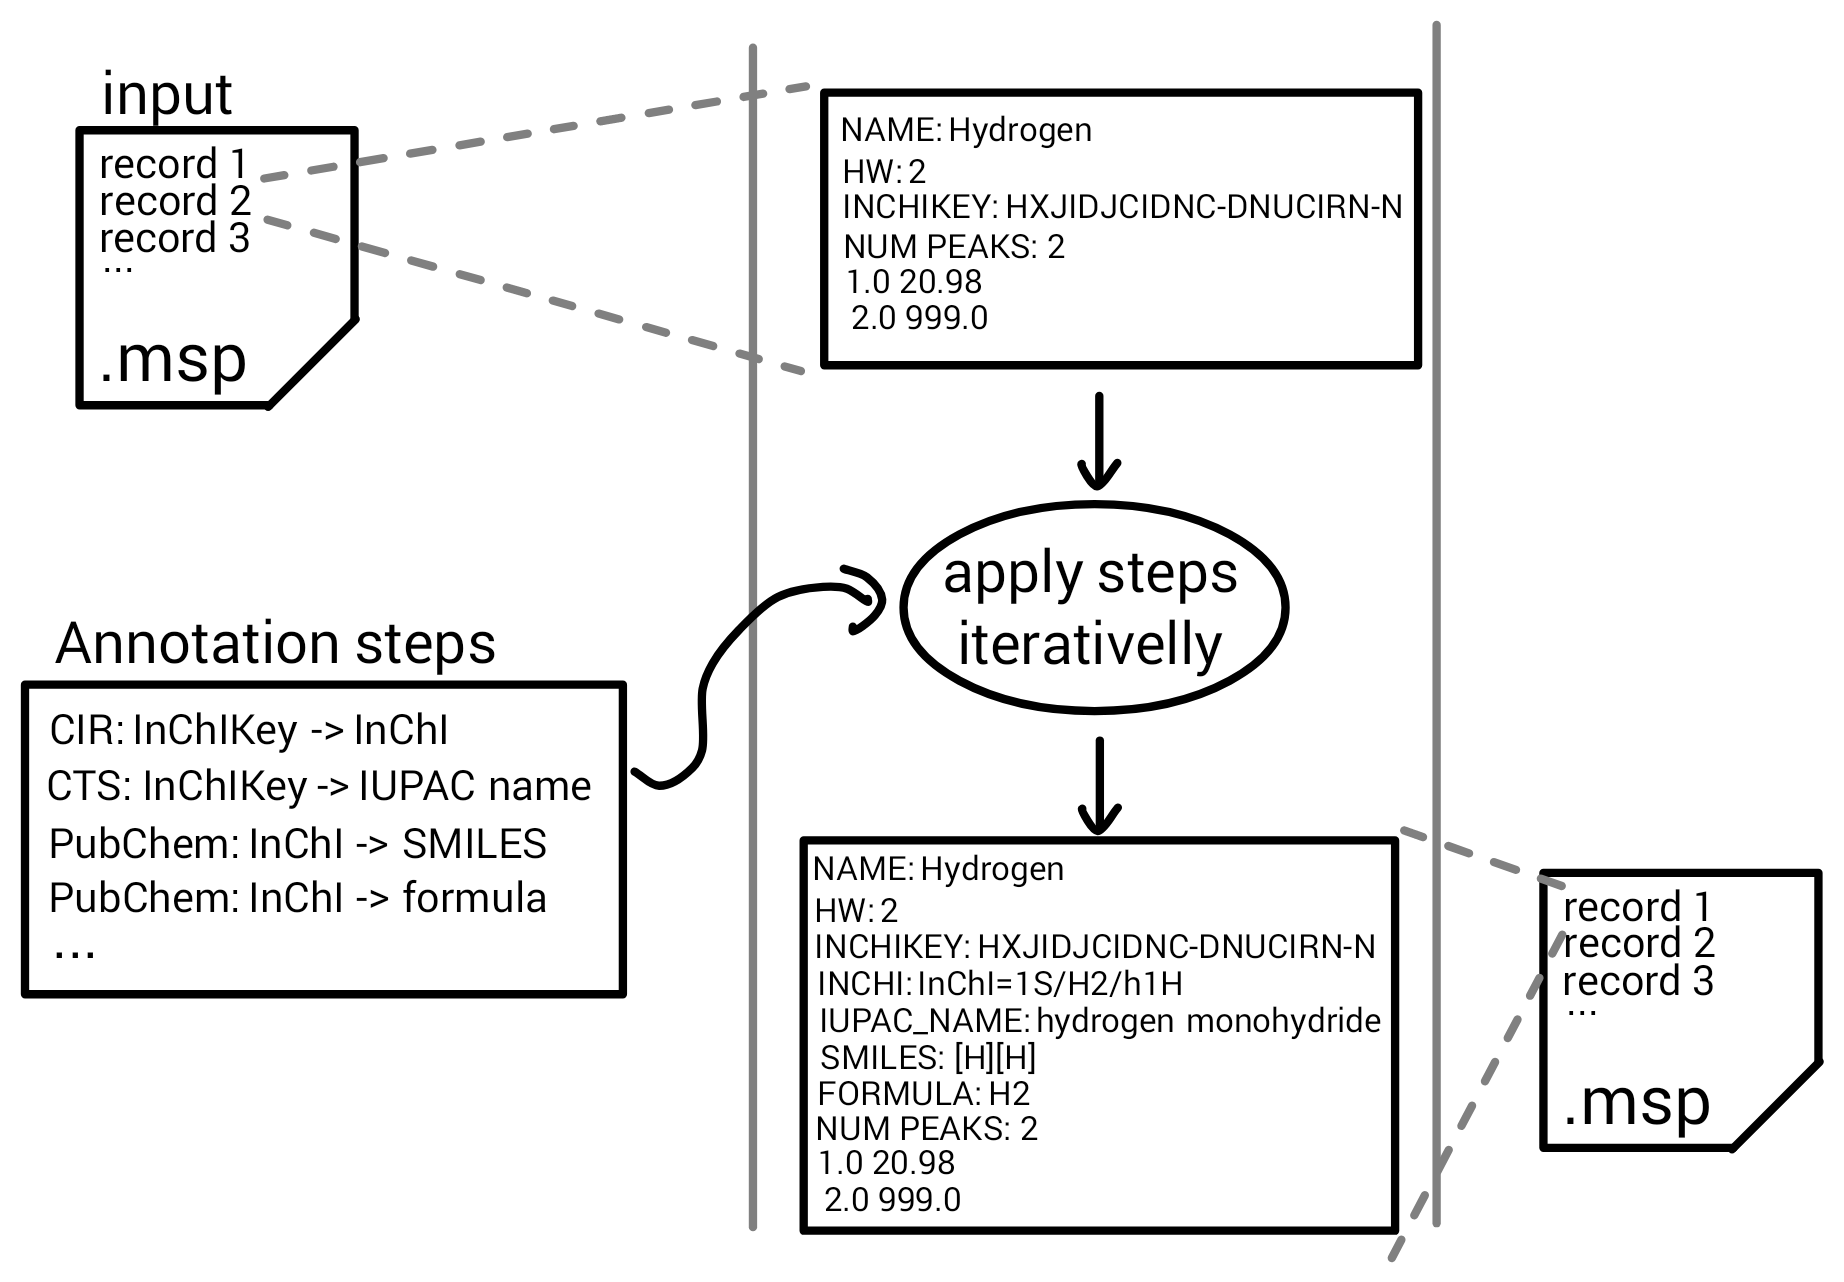 input
record 1
record 2
record 3
...
.msp
NAME: Hydrogen
HW: 2
INCHIKEY: HXJIDJCIDNC-DNUCIRN-N
NUM PEAKS: 2
1.0 20.98
2.0 999.0
apply steps
iterativelly
Annotation steps
CIR: InChIKey -> InChI
CTS: InChIKey -> IUPAC name
PubChem: InChI -> SMILES
PubChem: InChI -> formula
...
NAME: Hydrogen
HW: 2
INCHIKEY: HXJIDJCIDNC-DNUCIRN-N
INCHI: InChI=1S/H2/h1H
IUPAC_NAME: hydrogen monohydride
SMILES: [H][H]
FORMULA: H2
NUM PEAKS: 2
1.0 20.98
2.0 999.0
record 1
record 2
record 3
...
.msp